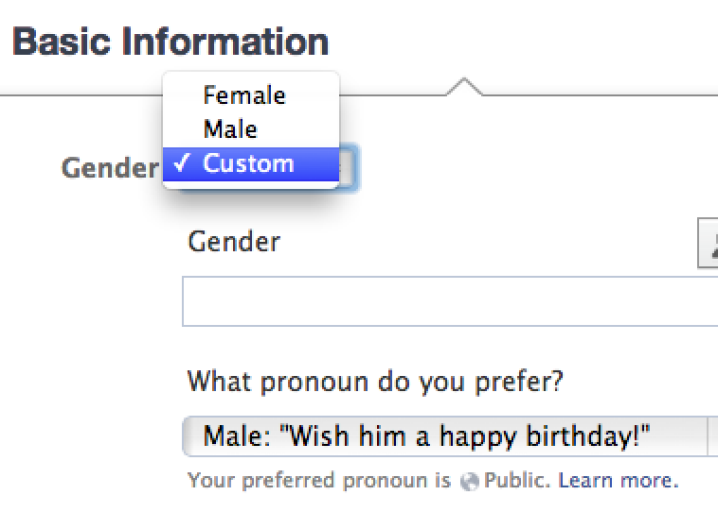 Basic Information
Female
Male
Gender ✓ Custom
Gender
What pronoun do you prefer?
Male: "Wish him a happy birthday!"
Your preferred pronoun is Public. Learn more.